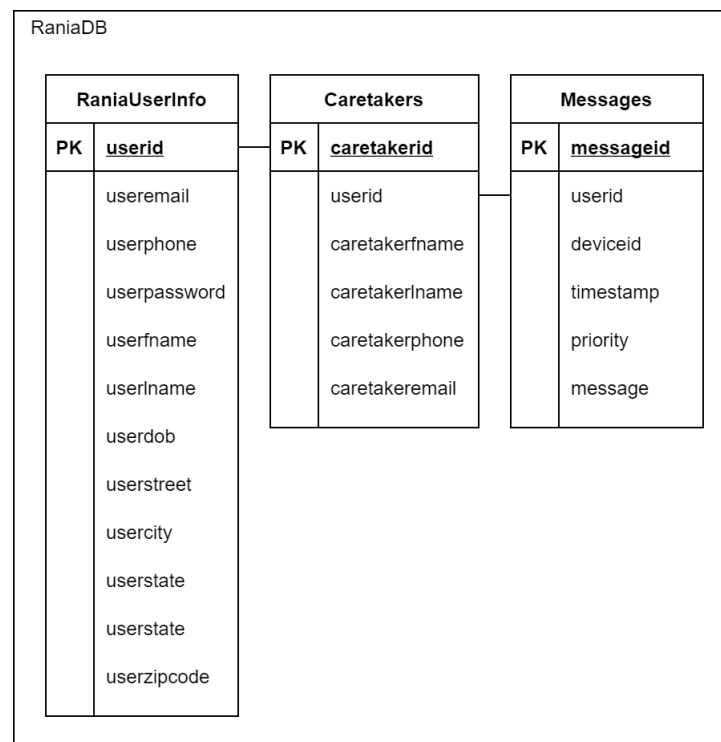 RaniaDB
RaniaUserInfo
PK userid
useremail
userphone
userpassword
userfname
userlname
userdob
userstreet
usercity
userstate
userstate
userzipcode
Caretakers
PK caretakerid
userid
caretakerfname
caretakerlname
caretakerphone
caretakeremail
Messages
PK messageid
userid
deviceid
timestamp
priority
message